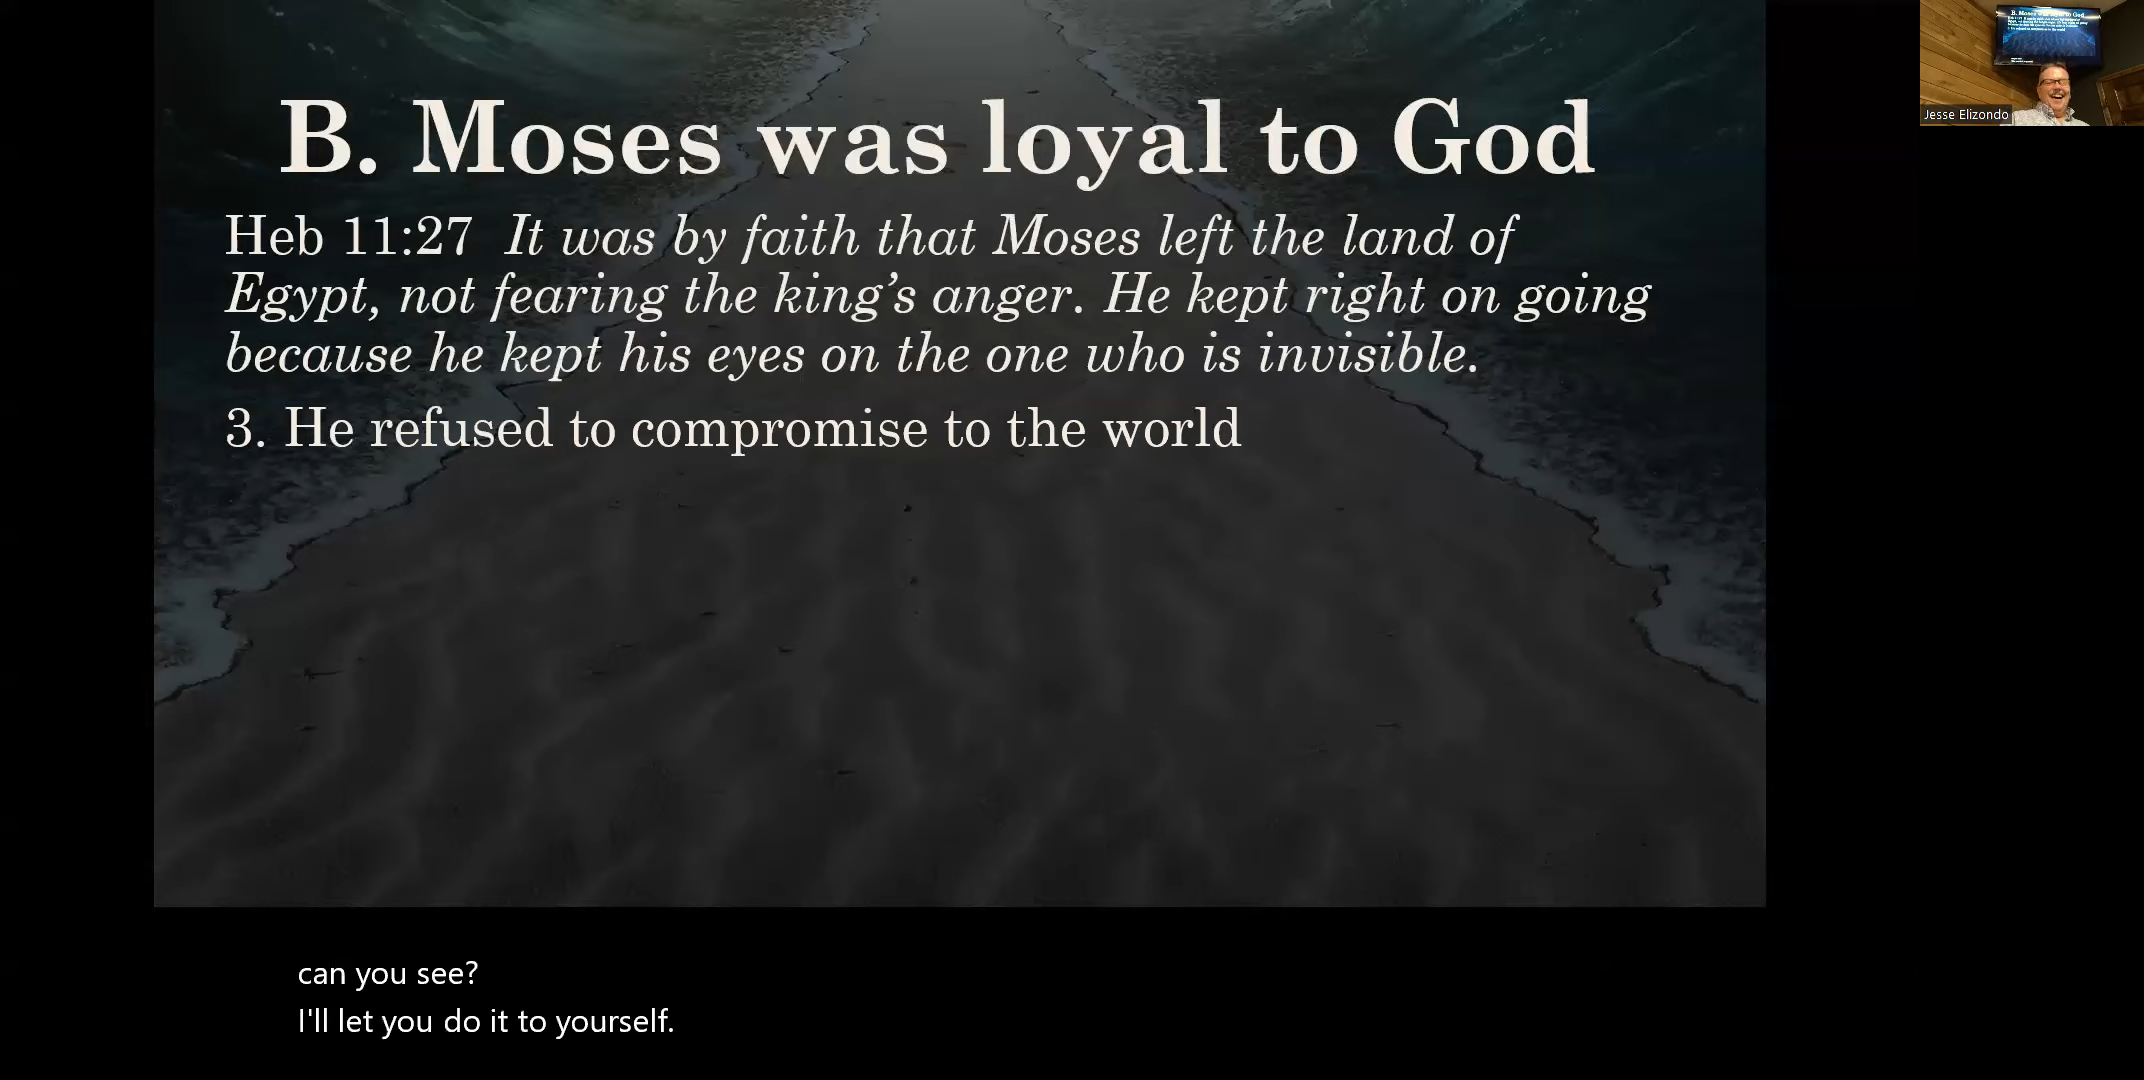 B. Moses was loyal to God
Heb 11:27 It was by faith that Moses left the land of
Egypt, not fearing the king’s anger. He kept right on going
because he kept his eyes on the one who is invisible.
3. He refused to compromise to the world
Jesse Elizondo
can you see?
I'll let you do it to yourself.